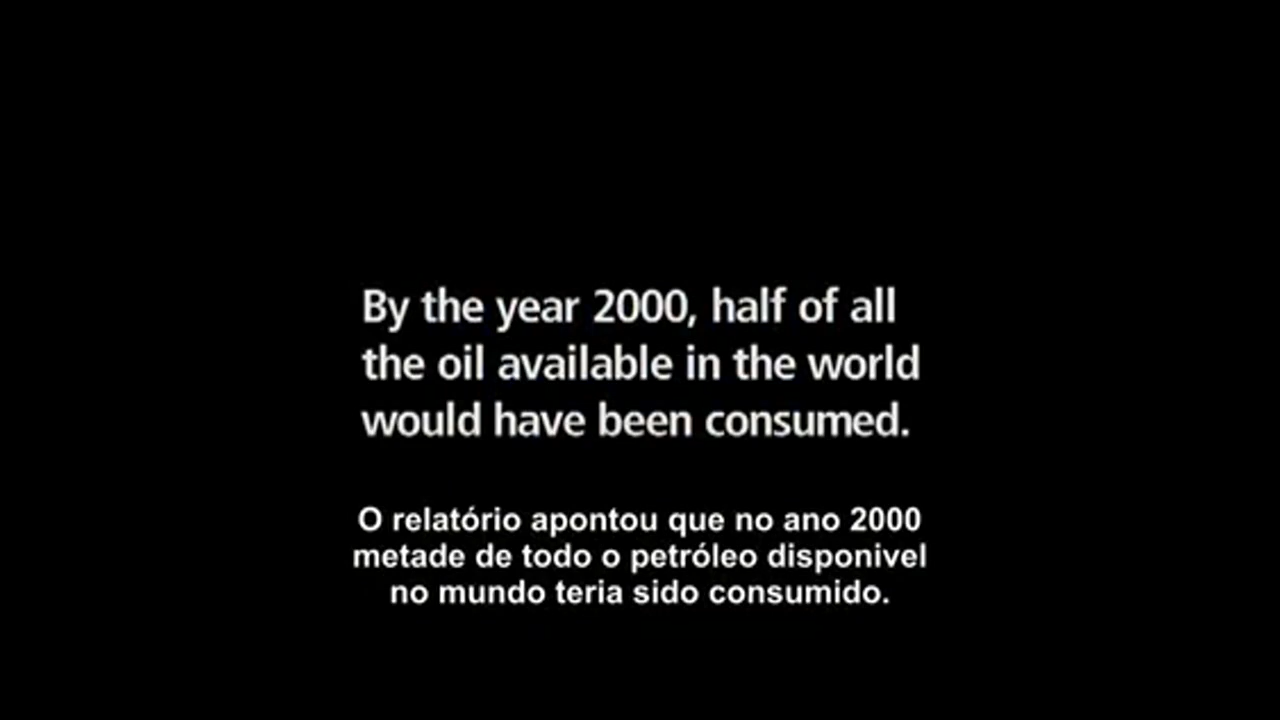 By the year 2000, half of all
the oil available in the world
would have been consumed.
O relatório apontou que no ano 2000
metade de todo o petróleo disponivel
no mundo teria sido consumido.